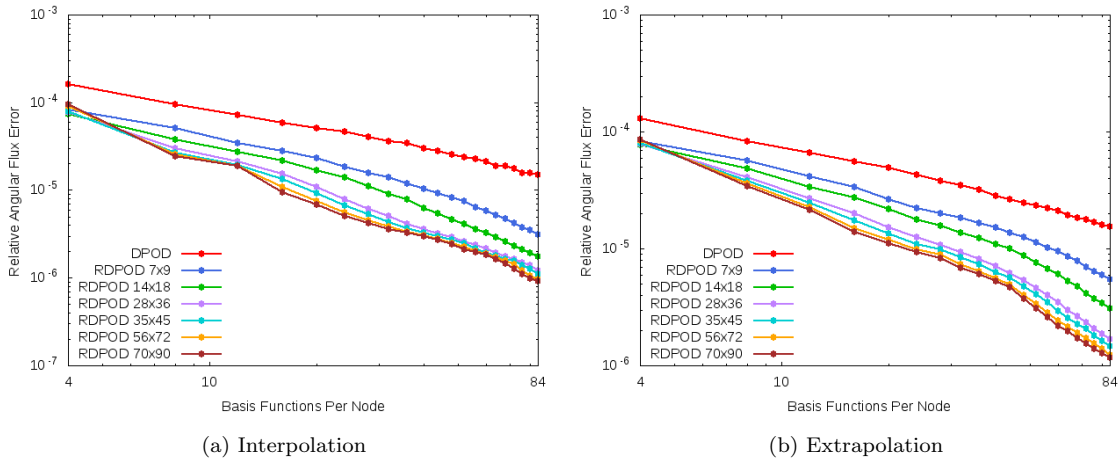 10^-3
10^-4
10^-5
10^-6
10^-7
Relative Angular Flux Error
DPOD
RDPOD 7x9
RDPOD 14x18
RDPOD 28x36
RDPOD 35x45
RDPOD 56x72
RDPOD 70x90
4
10
84
Basis Functions Per Node
(a) Interpolation
10^-3
10^-4
10^-5
10^-6
Relative Angular Flux Error
DPOD
RDPOD 7x9
RDPOD 14x18
RDPOD 28x36
RDPOD 35x45
RDPOD 56x72
RDPOD 70x90
4
10
84
Basis Functions Per Node
(b) Extrapolation